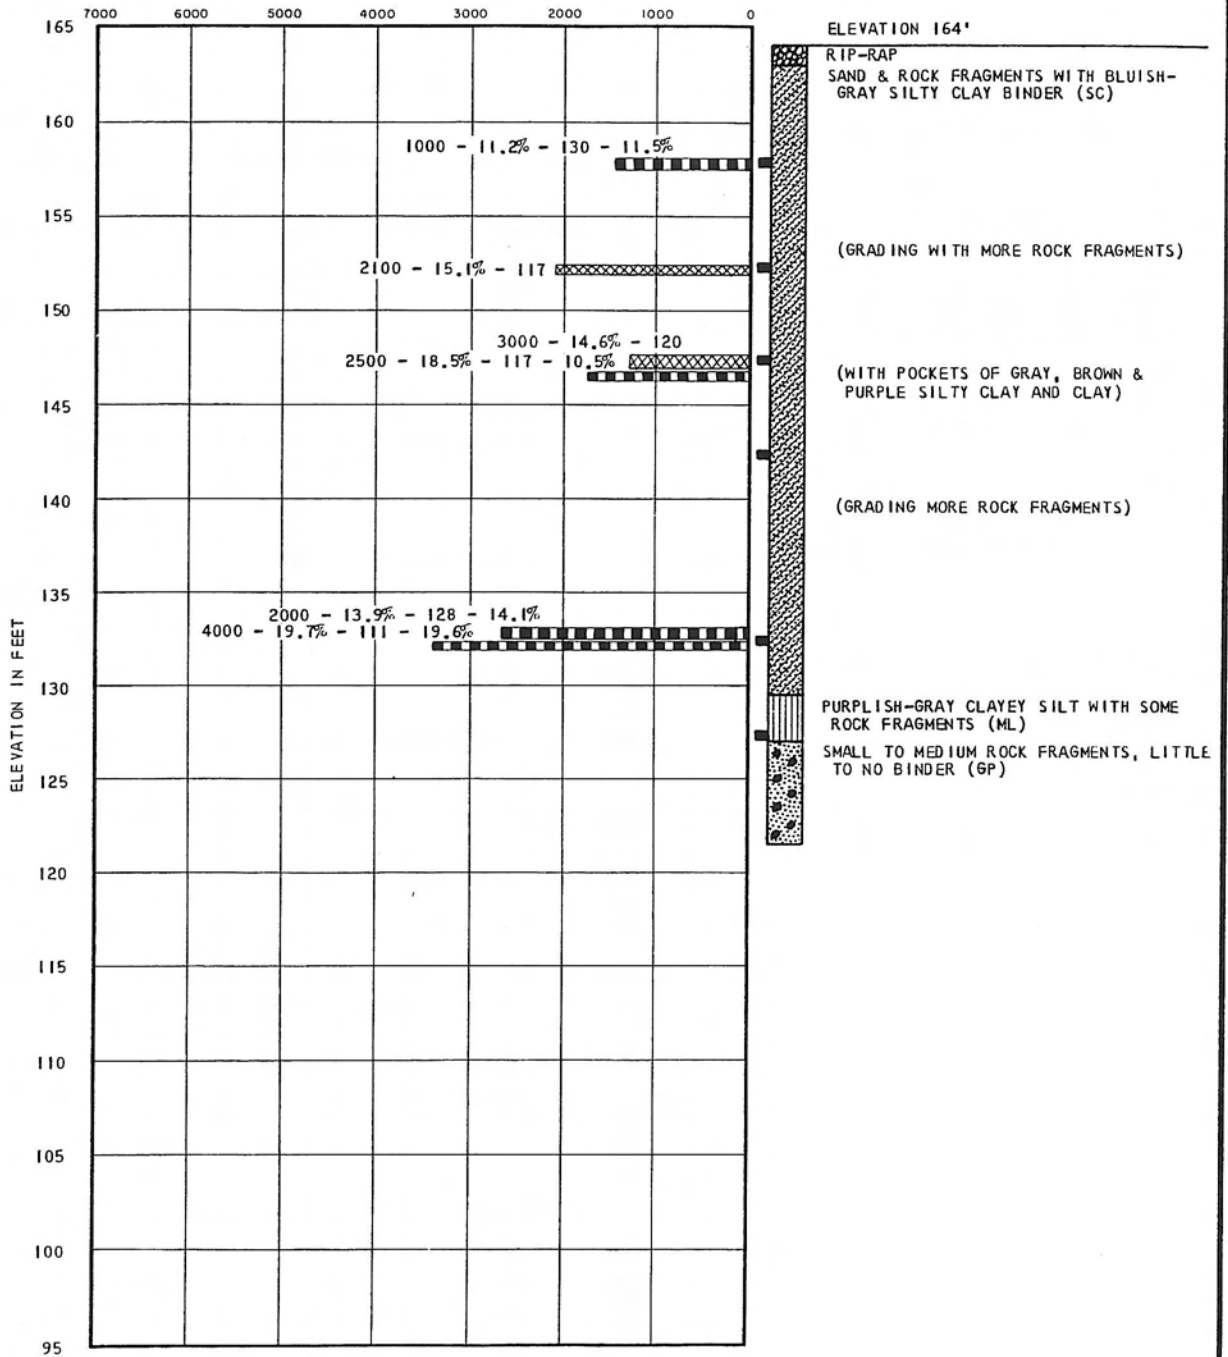 7000 6000 5000 4000 3000 2000 1000 0
165
ELEVATION 164'
RIP-RAP
SAND & ROCK FRAGMENTS WITH BLUISH-
GRAY SILTY CLAY BINDER (SC)
160
1000 - 11.2% - 130 - 11.5%
155
(GRADING WITH MORE ROCK FRAGMENTS)
2100 - 15.1% - 117
150
3000 - 14.6% - 120
2500 - 18.5% - 117 - 10.5%
(WITH POCKETS OF GRAY, BROWN &
PURPLE SILTY CLAY AND CLAY)
145
140
(GRADING MORE ROCK FRAGMENTS)
135
2000 - 13.9% - 128 - 14.1%
4000 - 19.7% - 111 - 19.6%
130
PURPLISH-GRAY CLAYEY SILT WITH SOME
ROCK FRAGMENTS (ML)
SMALL TO MEDIUM ROCK FRAGMENTS, LITTLE
TO NO BINDER (GP)
125
120
115
110
105
100
95
ELEVATION IN FEET